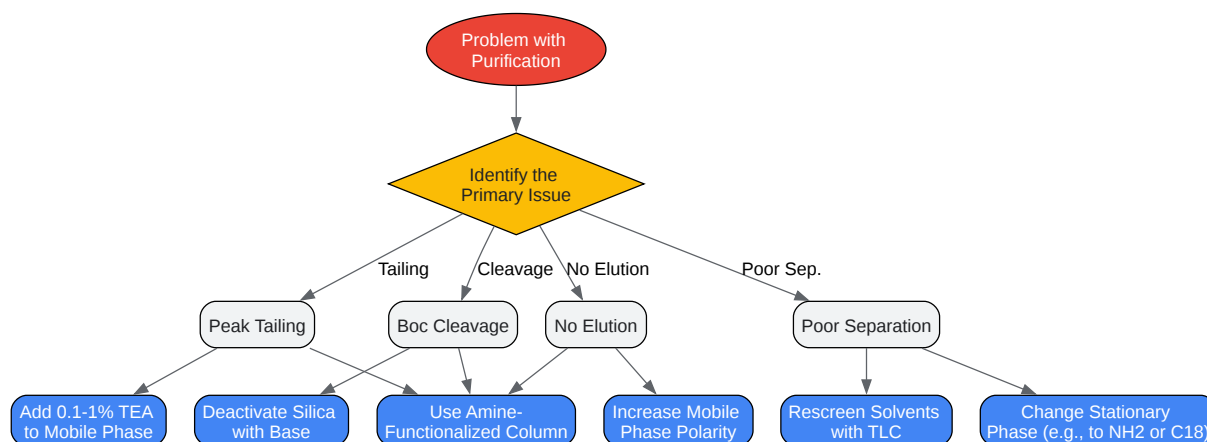 Problem with
Purification
Identify the
Primary Issue
Tailing
Cleavage
No Elution
Poor Sep.
Peak Tailing
Boc Cleavage
No Elution
Poor Separation
Add 0.1-1% TEA
to Mobile Phase
Deactivate Silica
with Base
Use Amine-
Functionalized Column
Increase Mobile
Phase Polarity
Rescreen Solvents
with TLC
Change Stationary
Phase (e.g., to NH2 or C18)